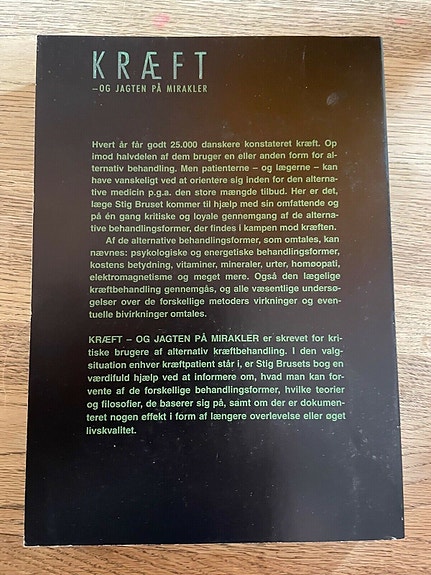 KRÆFT
–OG JAGTEN PÅ MIRAKLER
Hvert år får godt 25.000 danskere konstateret kræft. Op
imod halvdelen af dem bruger en eller anden form for al-
ternativ behandling. Men patienterne – og lægerne – kan
have vanskeligt ved at orientere sig inden for den alterna-
tive medicin p.g.a. den store mængde tilbud. Her er det,
læge Stig Bruset kommer til hjælp med sin omfattende og
på én gang kritiske og loyale gennemgang af de alterna-
tive behandlingsformer, der findes i kampen mod kræften.
Af de alternative behandlingsformer, som omtales, kan
nævnes: psykologiske og energetiske behandlingsformer,
kostens betydning, vitaminer, mineraler, urter, homøopati,
elektromagnetisme og meget mere. Også den lægelige
kræftbehandling gennemgås, og alle væsentlige undersø-
gelser over de forskellige metoders virkninger og even-
tuelle bivirkninger omtales.
KRÆFT – OG JAGTEN PÅ MIRAKLER er skrevet for kri-
tiske brugere af alternativ kræftbehandling. I den valg-
situation enhver kræftpatient står i, er Stig Brusets bog en
værdifuld hjælp ved at informere om, hvad man kan for-
vente af de forskellige behandlingsformer, hvilke teorier
og filosofier, de baserer sig på, samt om der er dokumen-
teret nogen effekt i form af længere overlevelse eller øget
livskvalitet.